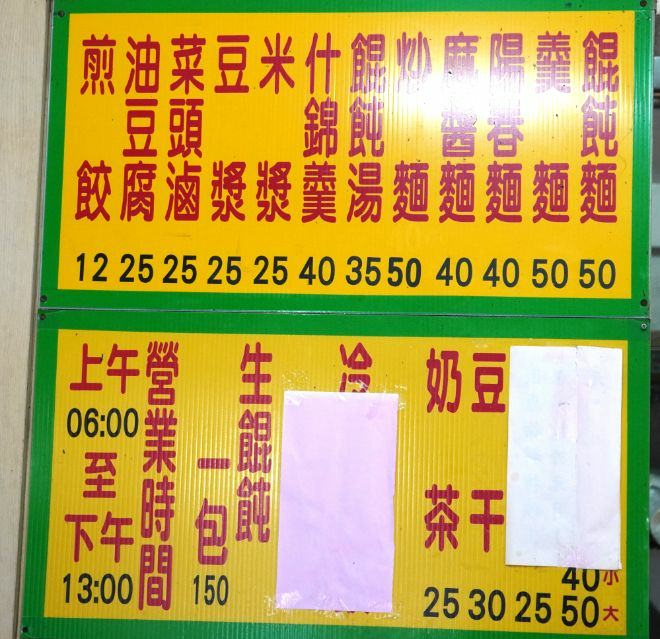 餛飩麵 50
羹麵 50
陽春麵 40
麻醬麵 40
炒麵 50
餛飩湯 35
什錦羹 40
米漿 25
豆漿 25
菜頭滷 25
油豆腐 25
煎餃 12
40 小
50 大
25
豆干 30
奶茶 25
冷
生餛飩
一包 150
營業時間
上午
06:00
至
下午
13:00